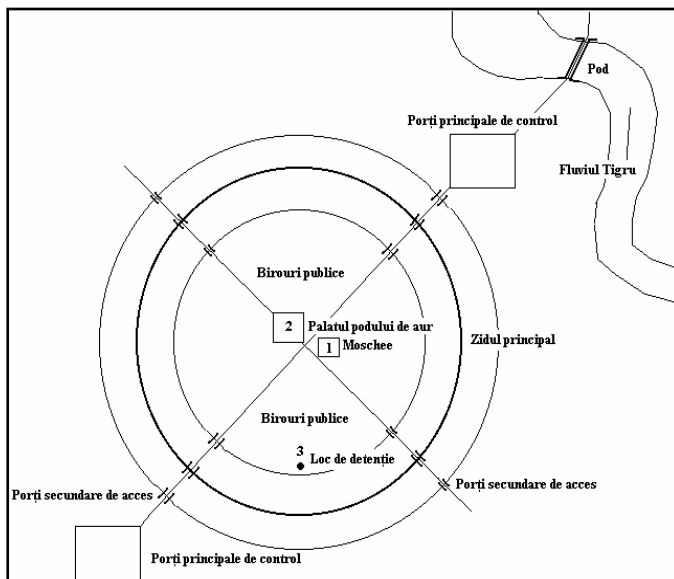 Pod
Porți principale de control
Fluviul Tigru
Birouri publice
2
Palatul podului de aur
1
Moschee
Zidul principal
Birouri publice
3
Loc de detenție
Porți secundare de acces
Porți secundare de acces
Porți principale de control